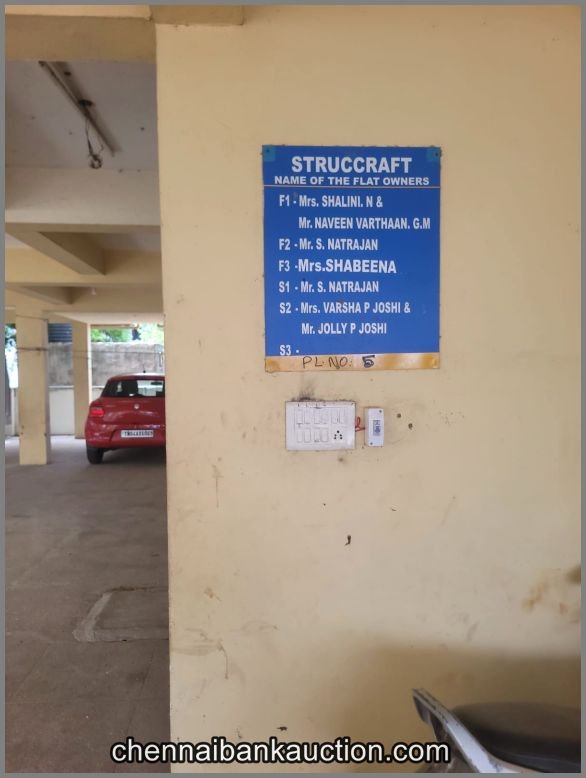 STRUCCRAFT
NAME OF THE FLAT OWNERS
F1 - Mrs. SHALINI. N &
Mr. NAVEEN VARTHAAN. G.M
F2 - Mr. S. NATRAJAN
F3 - Mrs.SHABEENA
S1 - Mr. S. NATRAJAN
S2 - Mrs. VARSHA P JOSHI &
Mr. JOLLY P JOSHI
S3 -
PL.NO: 5
chennaibankauction.com